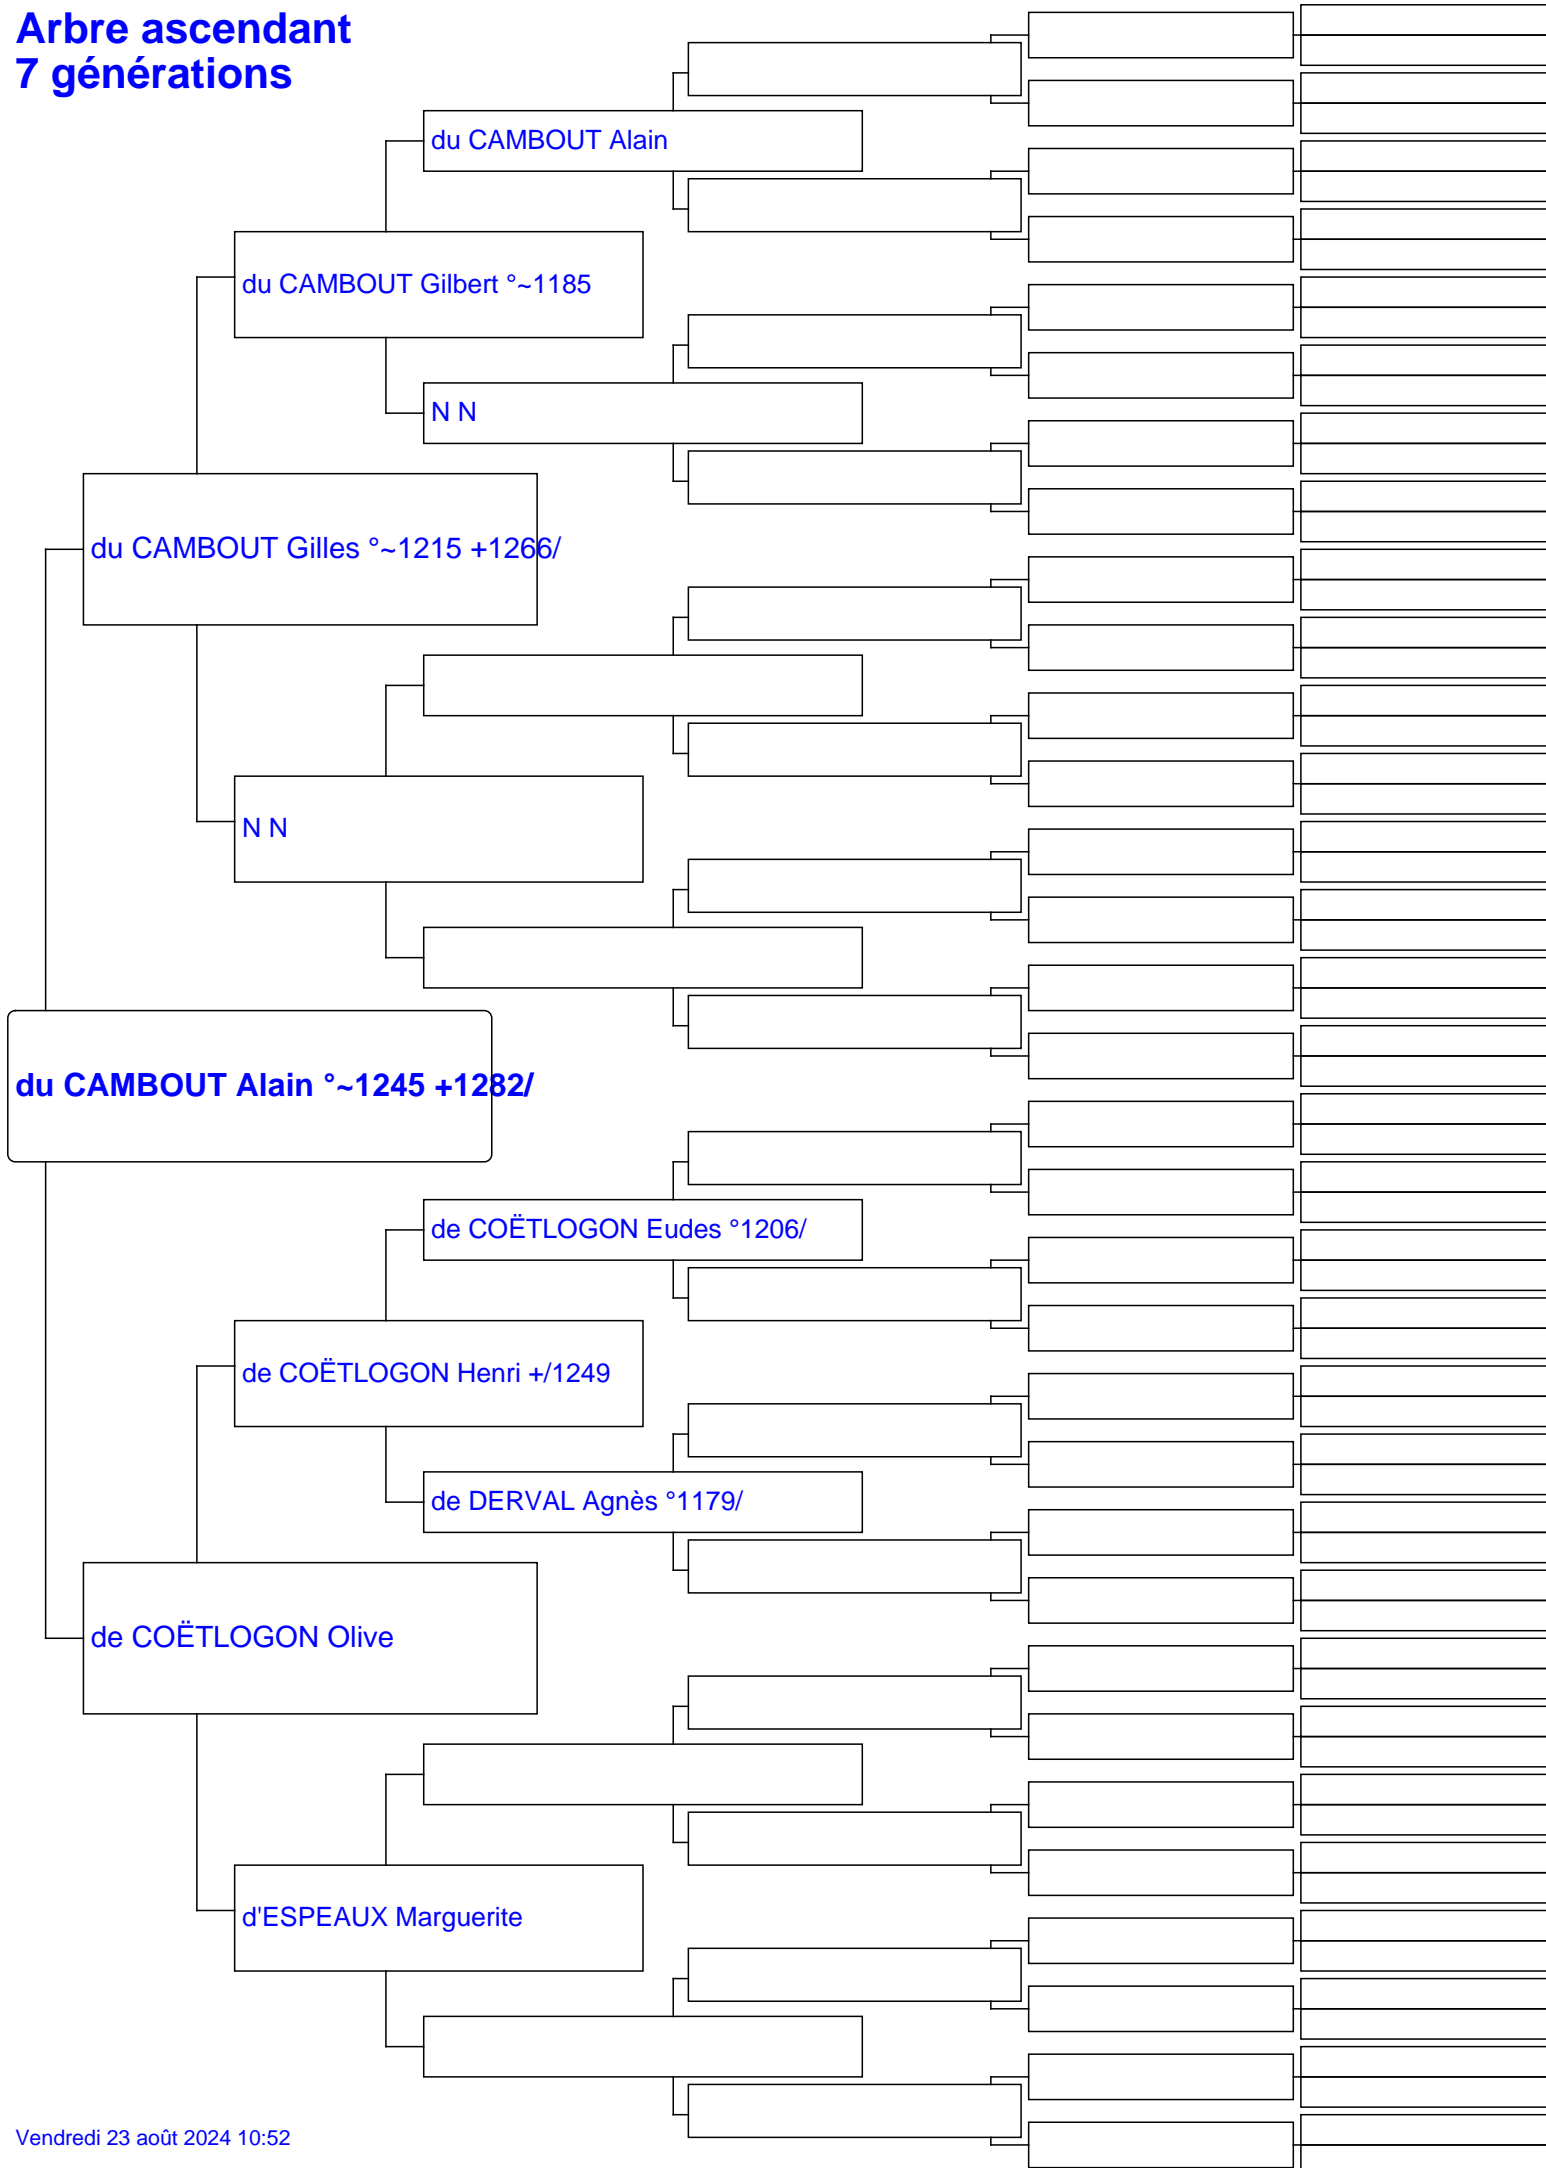 Arbre ascendant
7 générations
du CAMBOUT Alain
du CAMBOUT Gilbert °~1185
N N
du CAMBOUT Gilles °~1215 +1266/
N N
du CAMBOUT Alain °~1245 +1282/
de COËTLOGON Eudes °1206/
de COËTLOGON Henri +/1249
de DERVAL Agnès °1179/
de COËTLOGON Olive
d'ESPEAUX Marguerite
Vendredi 23 août 2024 10:52